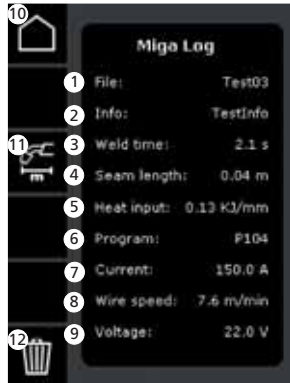 10
Miga Log
1 File: Test03
2 Info: TestInfo
11
3 Weld time: 2.1 s
4 Seam length: 0.04 m
m
5 Heat input: 0.13 KJ/mm
6 Program: P104
7 Current: 150.0 A
8 Wire speed: 7.6 m/min
9 Voltage: 22.0 V
12